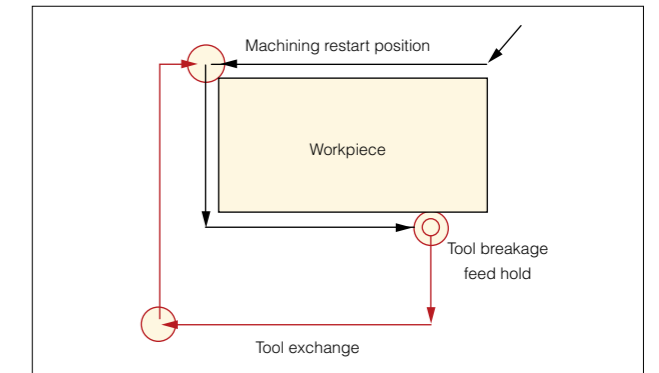 Machining restart position
Workpiece
Tool breakage
feed hold
Tool exchange